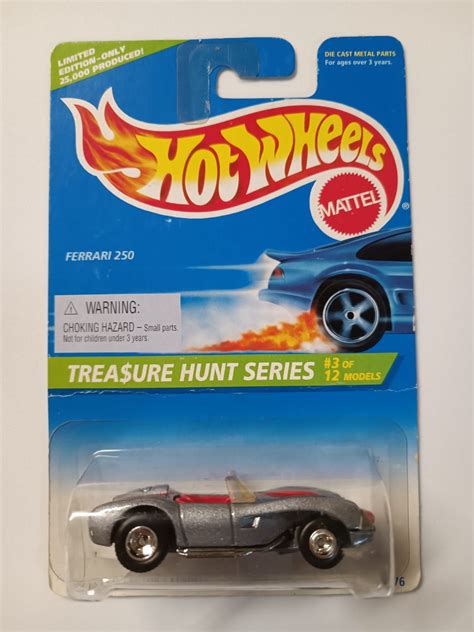 LIMITED
EDITION-ONLY
25,000 PRODUCED!
DIE CAST METAL PARTS
For ages over 3 years.
HOT WHEELS
MATTEL
FERRARI 250
WARNING:
CHOKING HAZARD – Small parts.
Not for children under 3 years.
TREA$URE HUNT SERIES
#3 OF
12 MODELS
76